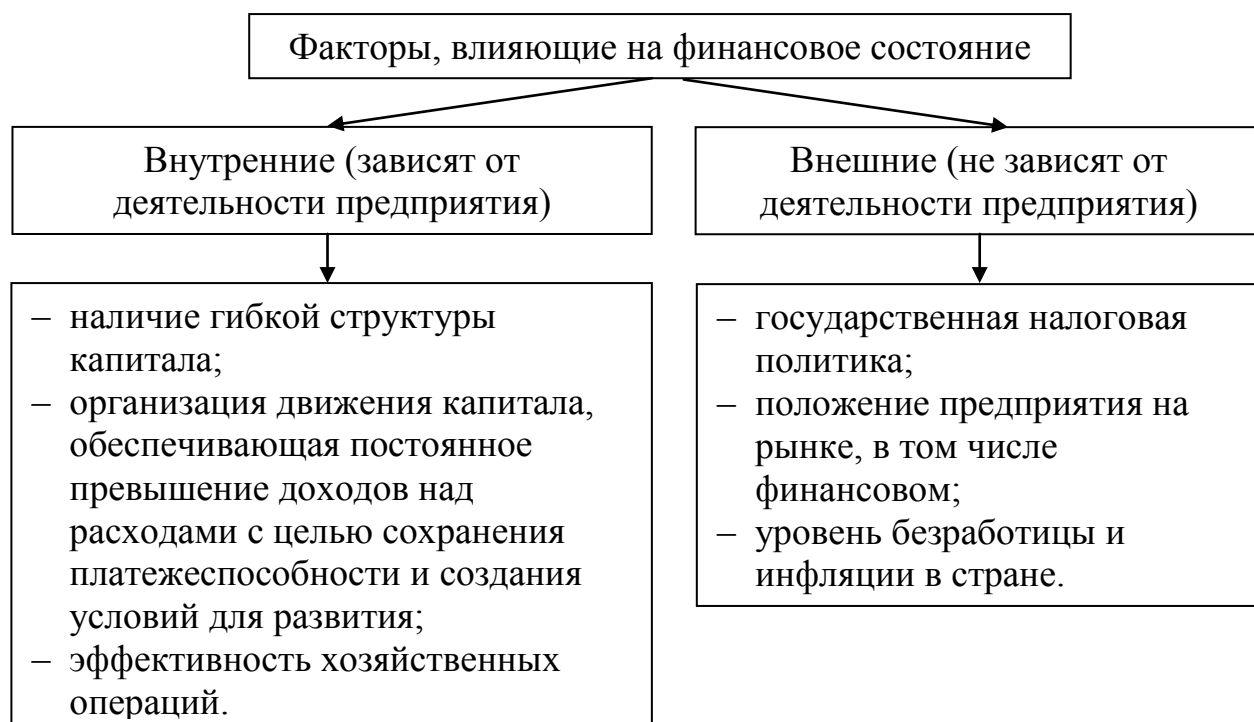 Факторы, влияющие на финансовое состояние
Внутренние (зависят от
деятельности предприятия)
Внешние (не зависят от
деятельности предприятия)
– наличие гибкой структуры
капитала;
– организация движения капитала,
обеспечивающая постоянное
превышение доходов над
расходами с целью сохранения
платежеспособности и создания
условий для развития;
– эффективность хозяйственных
операций.
– государственная налоговая
политика;
– положение предприятия на
рынке, в том числе
финансовом;
– уровень безработицы и
инфляции в стране.